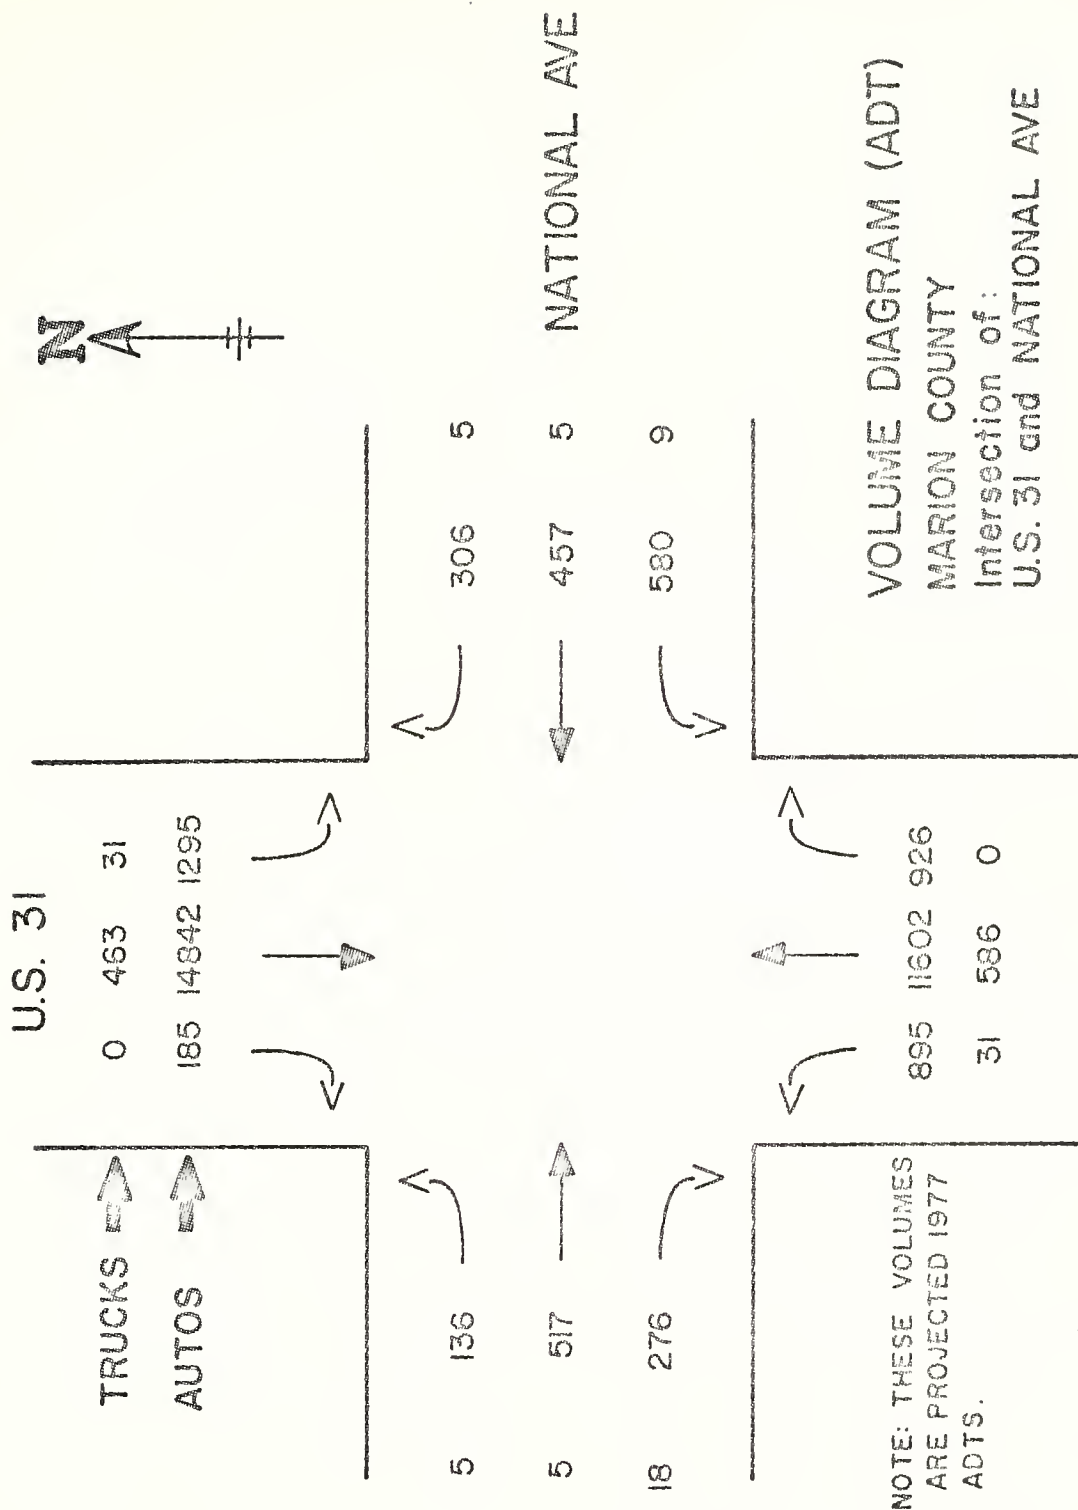 U.S. 31
N
TRUCKS
0 463 31
AUTOS
185 14842 1295
5 136
306 5
5 517
457 5
NATIONAL AVE
18 276
580 9
895 11602 926
31 586 0
NOTE: THESE VOLUMES
ARE PROJECTED 1977
ADTS.
VOLUME DIAGRAM (ADT)
MARION COUNTY
Intersection of:
U.S. 31 and NATIONAL AVE